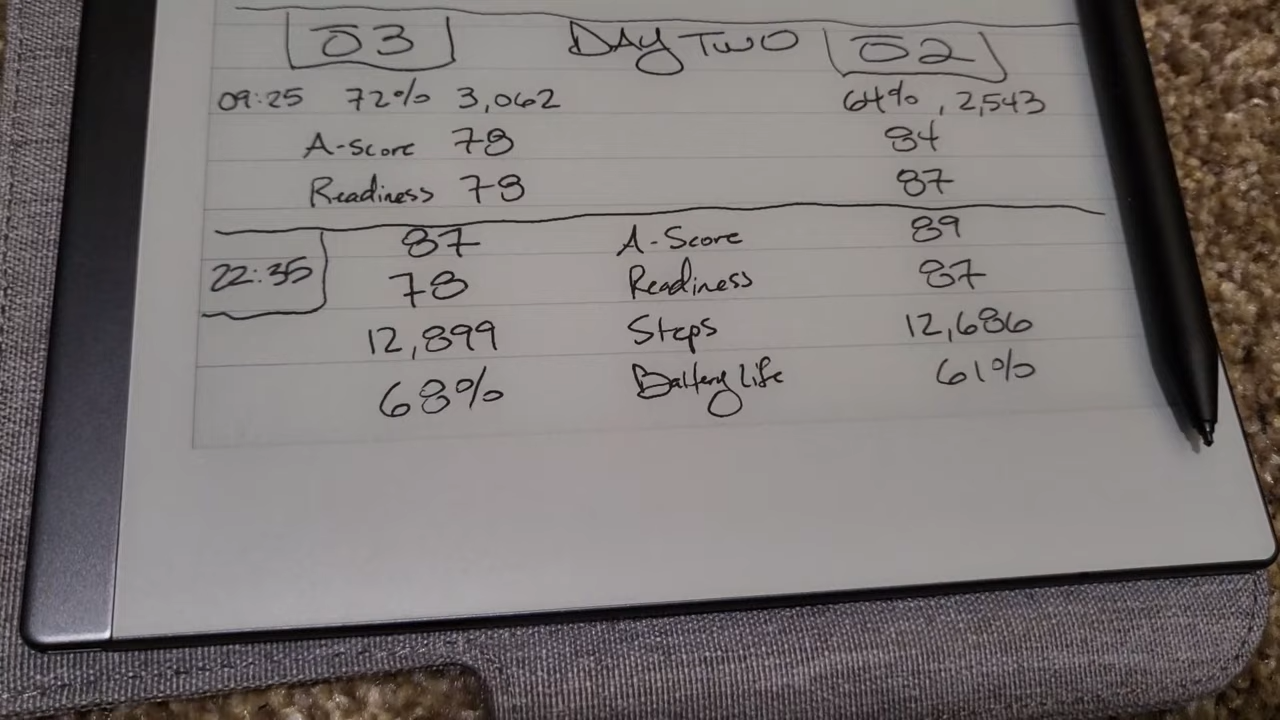 O3 DAY TWO O2
09:25 72% 3,062 64%, 2,543
A-Score 78 84
Readiness 78 87
87 A-Score 89
22:35 78 Readiness 87
12,899 Steps 12,686
68% Battery Life 61%